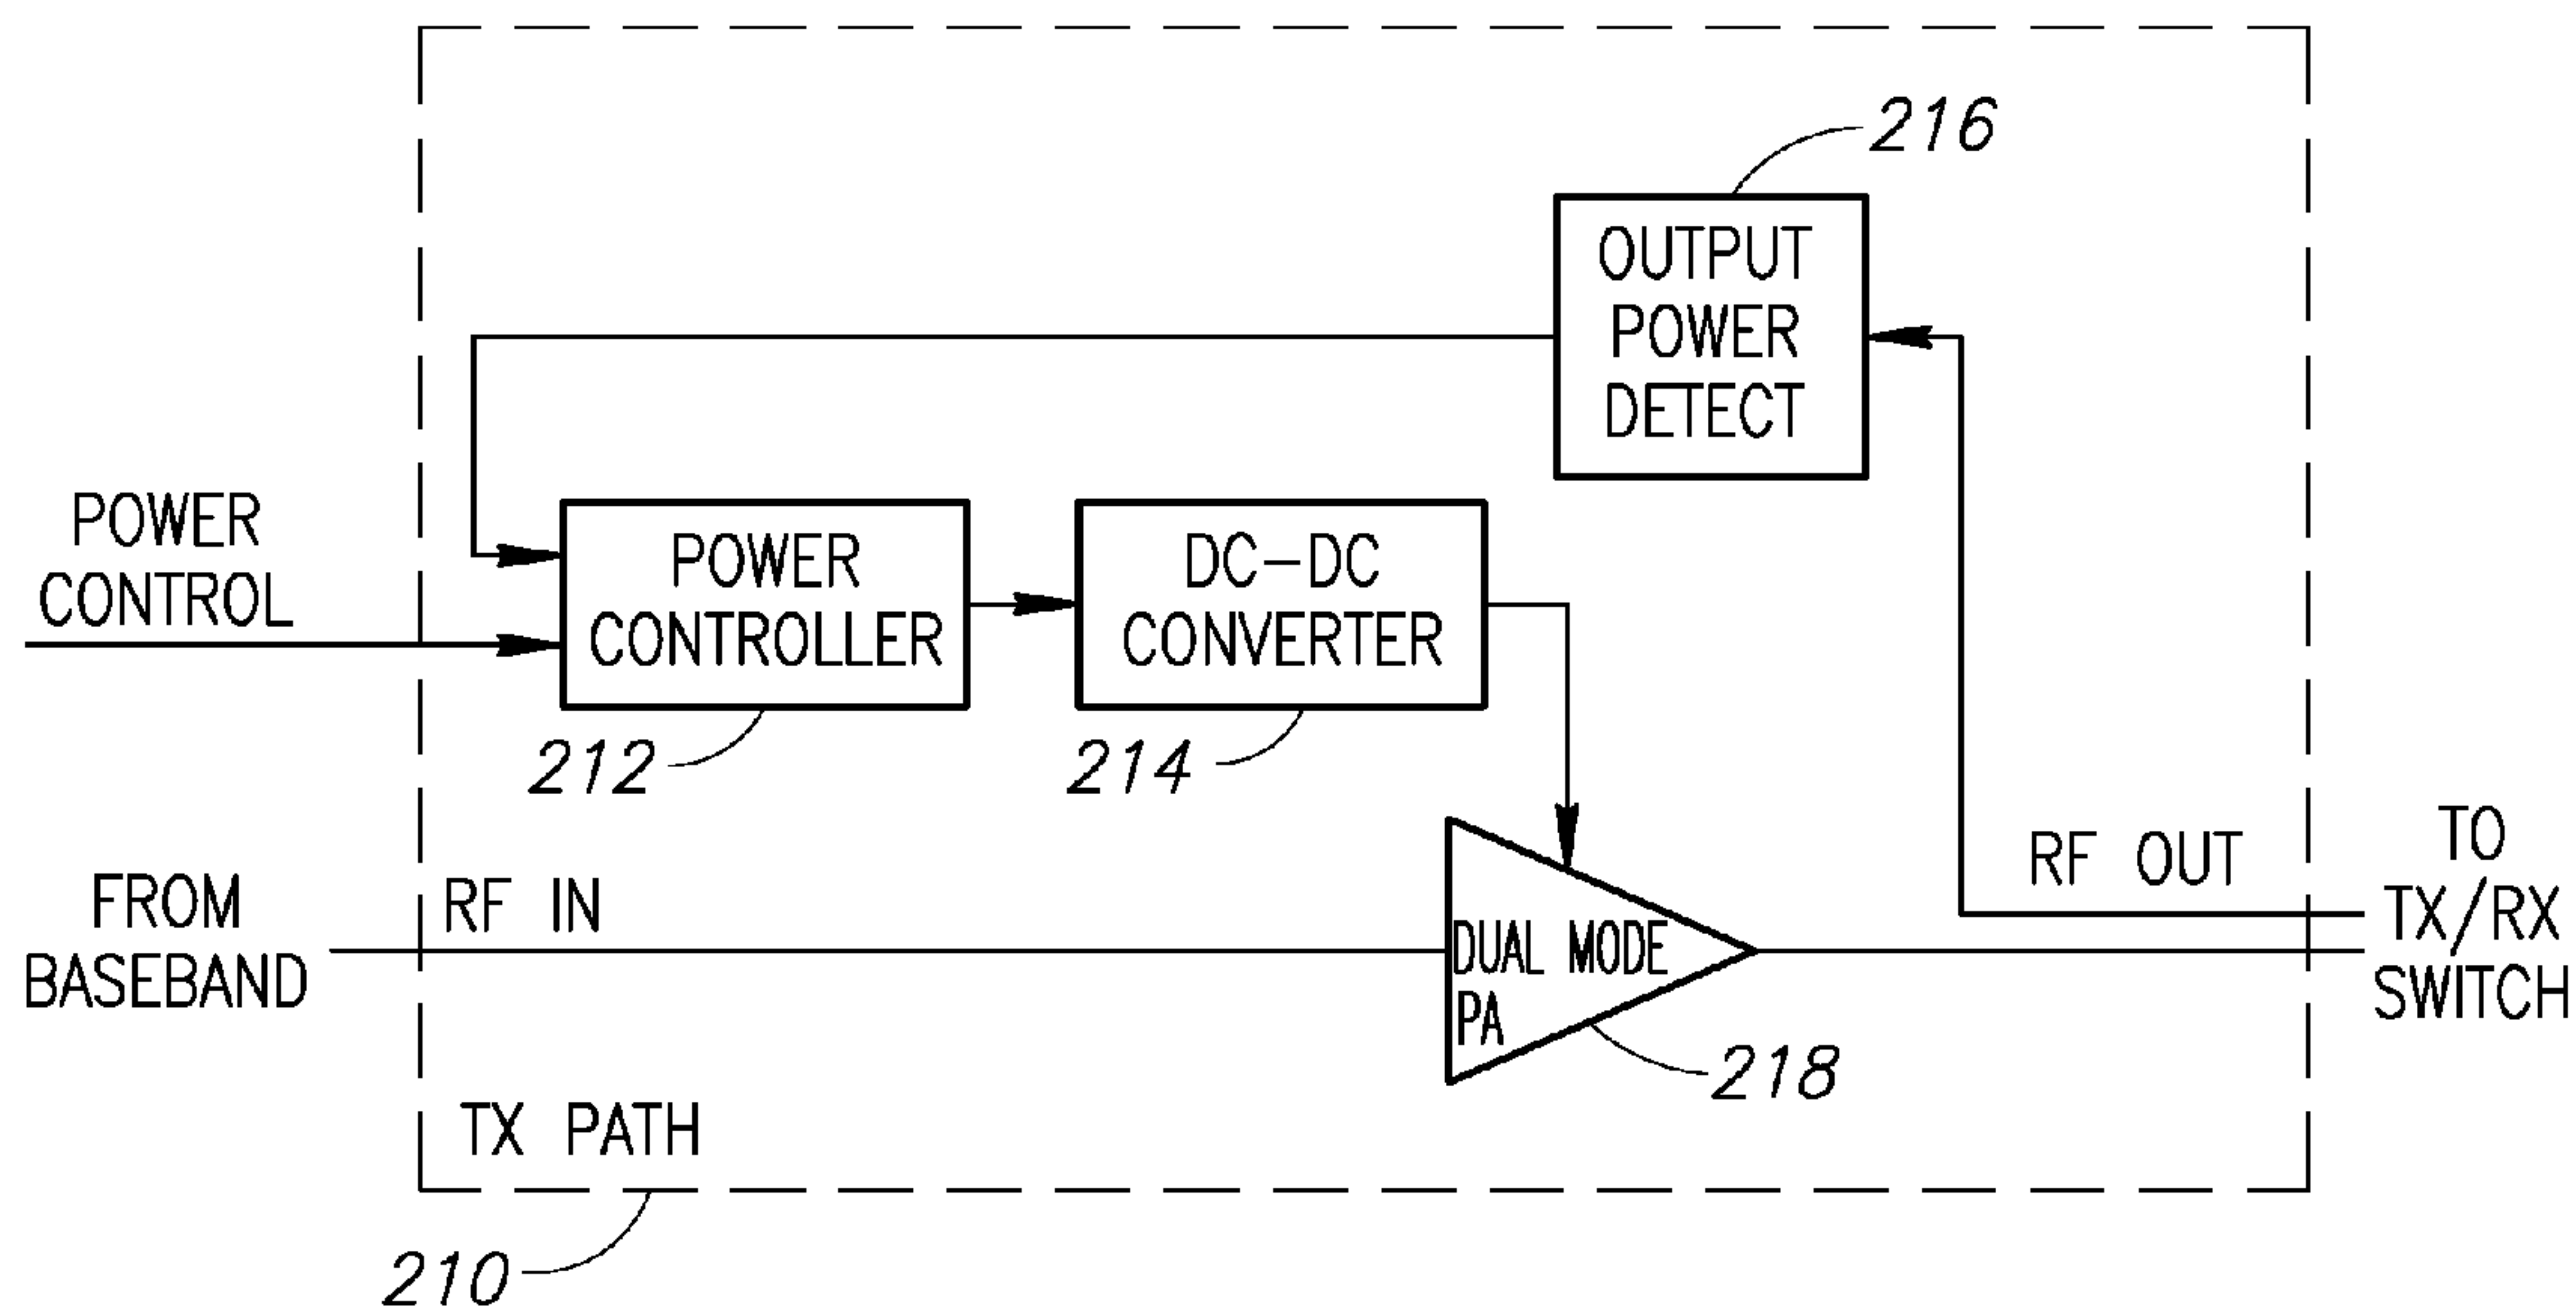 216
OUTPUT
POWER
DETECT
POWER
CONTROL
POWER
CONTROLLER
DC-DC
CONVERTER
212
214
FROM
BASEBAND
RF IN
DUAL MODE
PA
RF OUT
TO
TX/RX
SWITCH
218
TX PATH
210